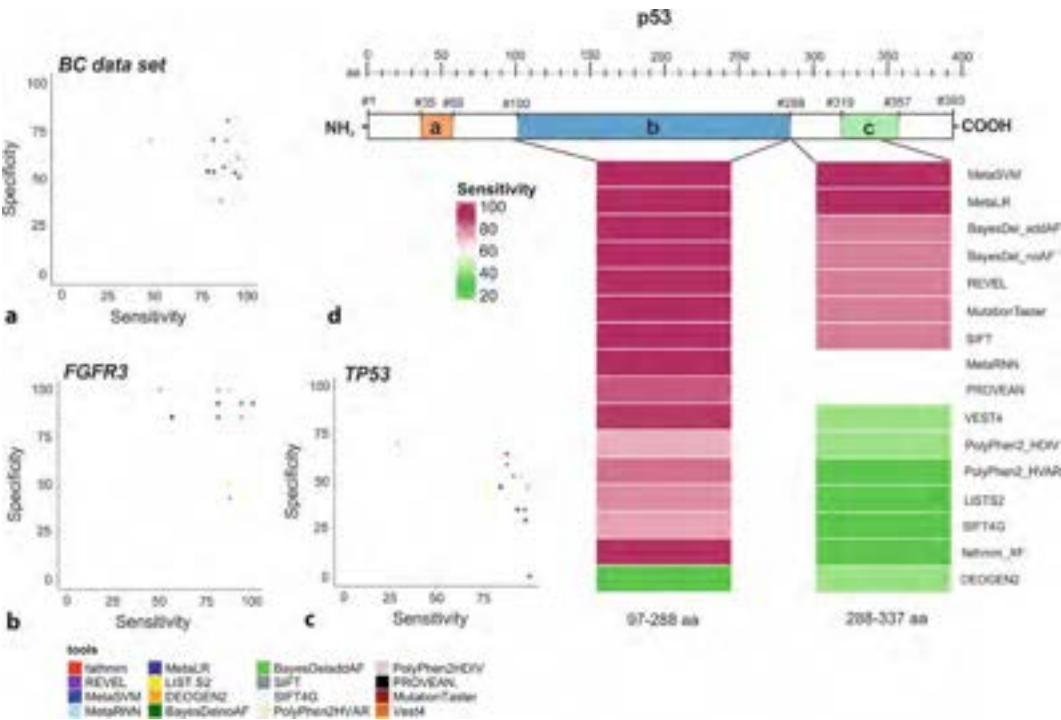 p53
0 100 150 200 250 300 350 400
aa
#1 #35 #59 #100 #288 #319 #357 #393
NH₂ a b c COOH
BC data set
100
75
50
25
0
Specificity
0 25 50 75 100
Sensitivity
a
Sensitivity
100
80
60
40
20
d
MetaSVM
MetaLR
BayesDel_addAF
BayesDel_noAF
REVEL
MutationTaster
SIFT
MetaRNN
PROVEAN
VEST4
PolyPhen2_HDIV
PolyPhen2_HVAR
LISTS2
SIFT4G
fathmm_XF
DEOGEN2
97-288 aa 288-337 aa
FGFR3
100
75
50
25
0
Specificity
0 25 50 75 100
Sensitivity
b
TP53
100
75
50
25
0
Specificity
0 25 50 75
Sensitivity
c
tools
fathmm MetaLR BayesDeladdAF PolyPhen2HDIV
REVEL LIST.S2 SIFT PROVEAN.
MetaSVM DEOGEN2 SIFT4G MutationTaster
MetaRNN BayesDelnoAF PolyPhen2HVAR Vest4